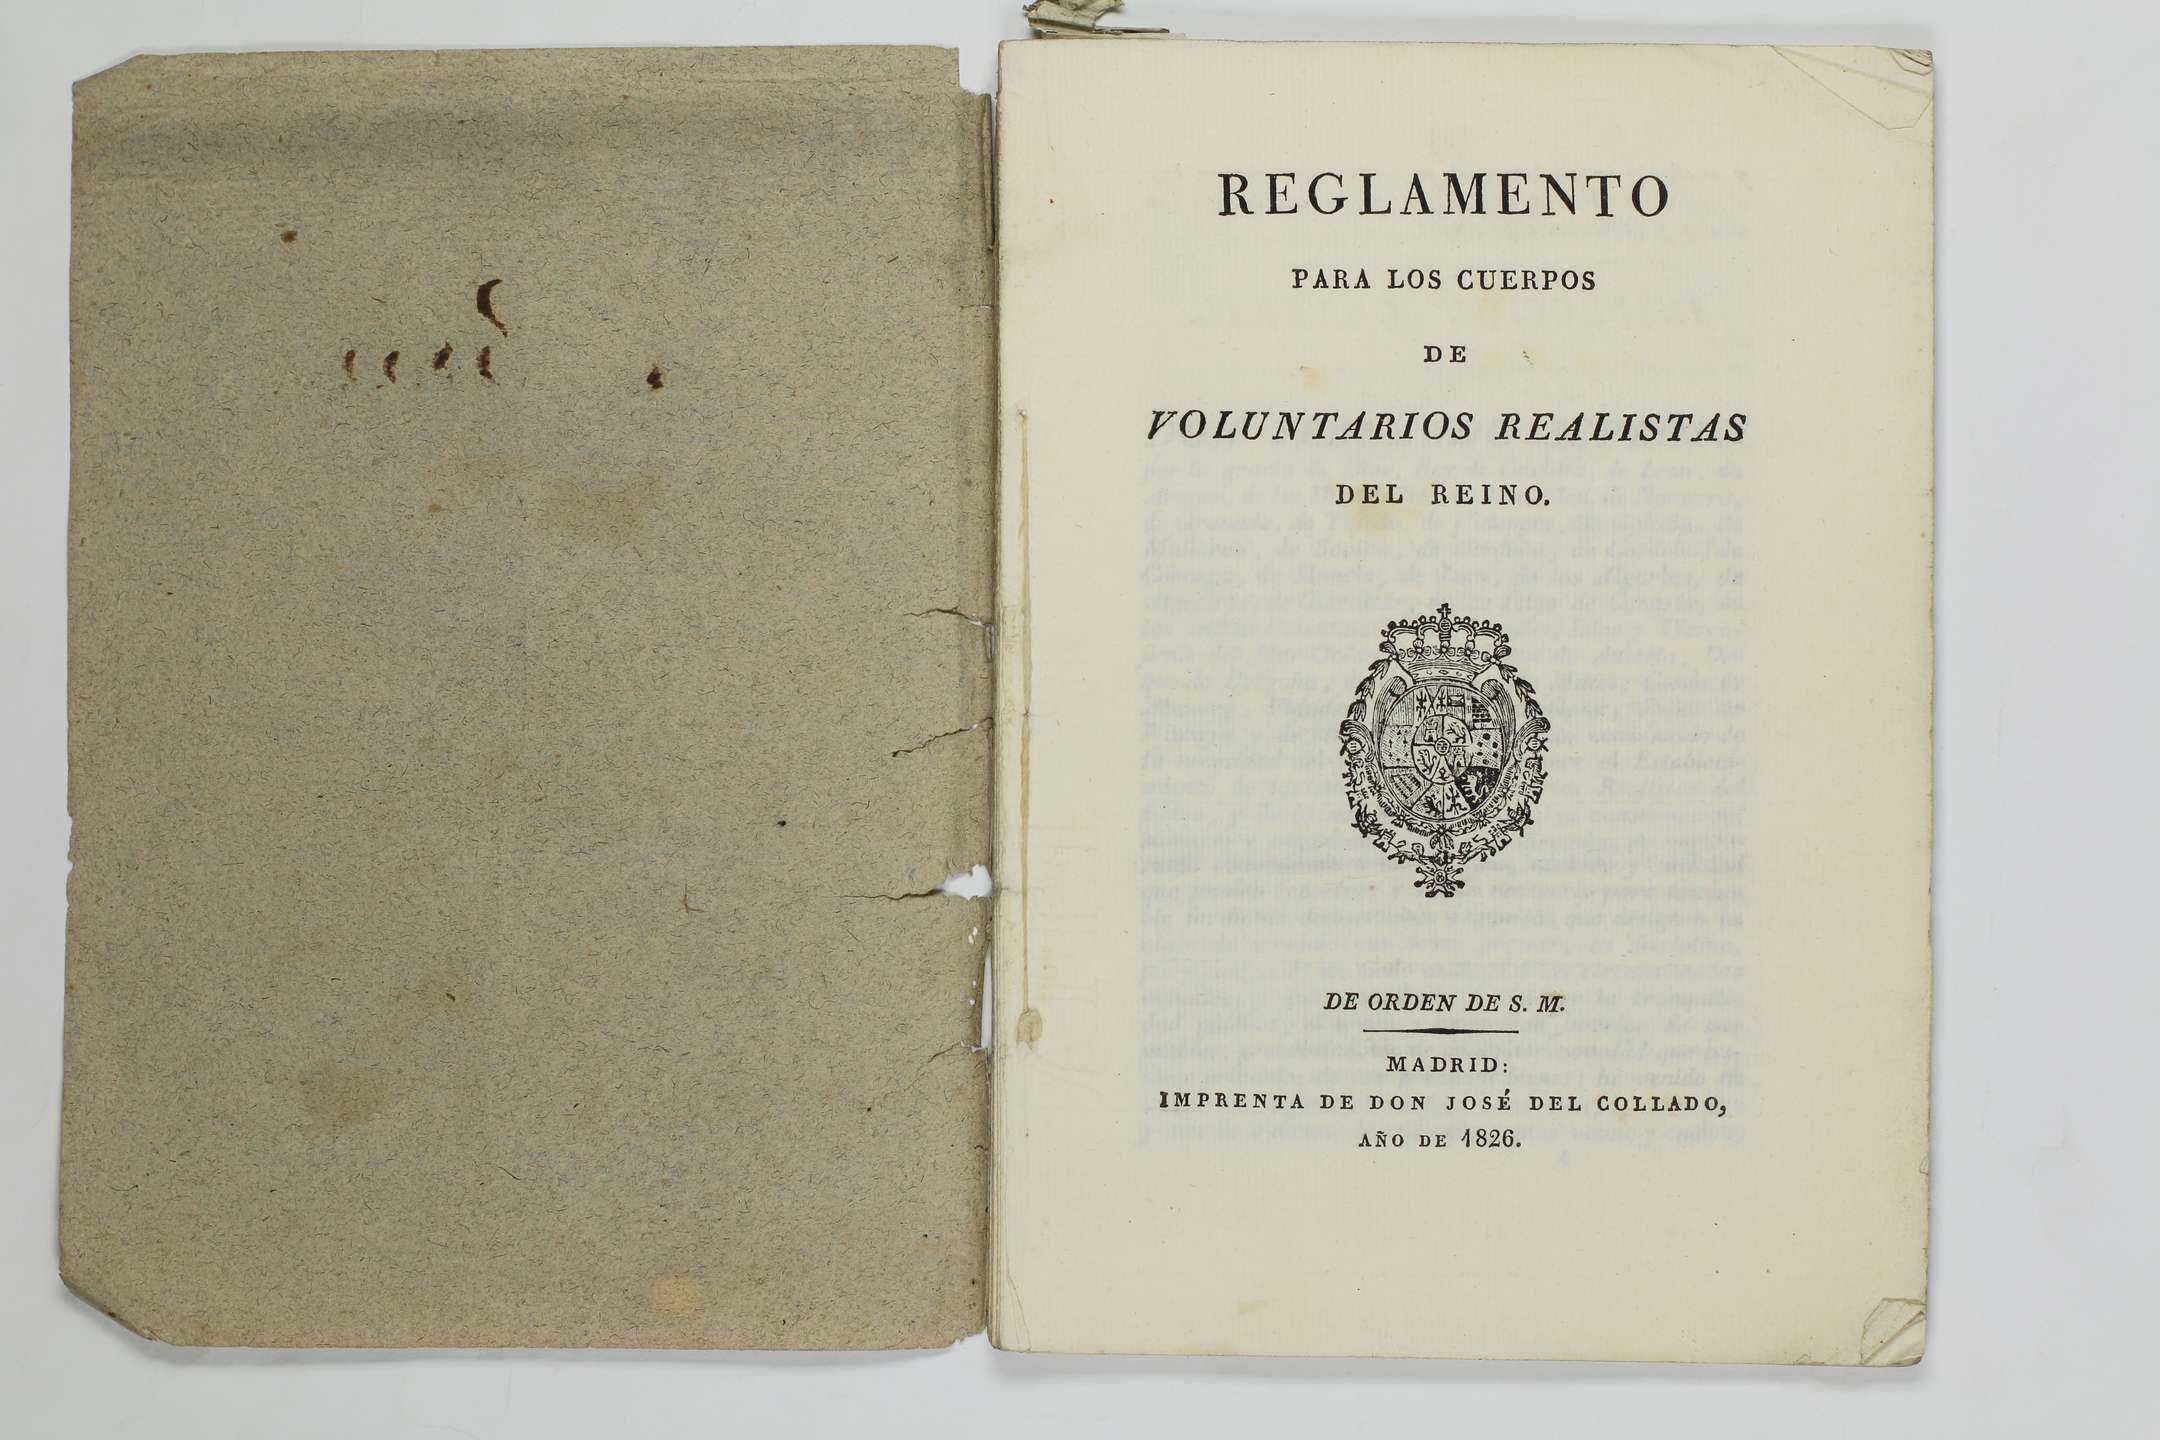 REGLAMENTO
PARA LOS CUERPOS
DE
VOLUNTARIOS REALISTAS
DEL REINO.
DE ORDEN DE S. M.
MADRID:
IMPRENTA DE DON JOSÉ DEL COLLADO,
AÑO DE 1826.